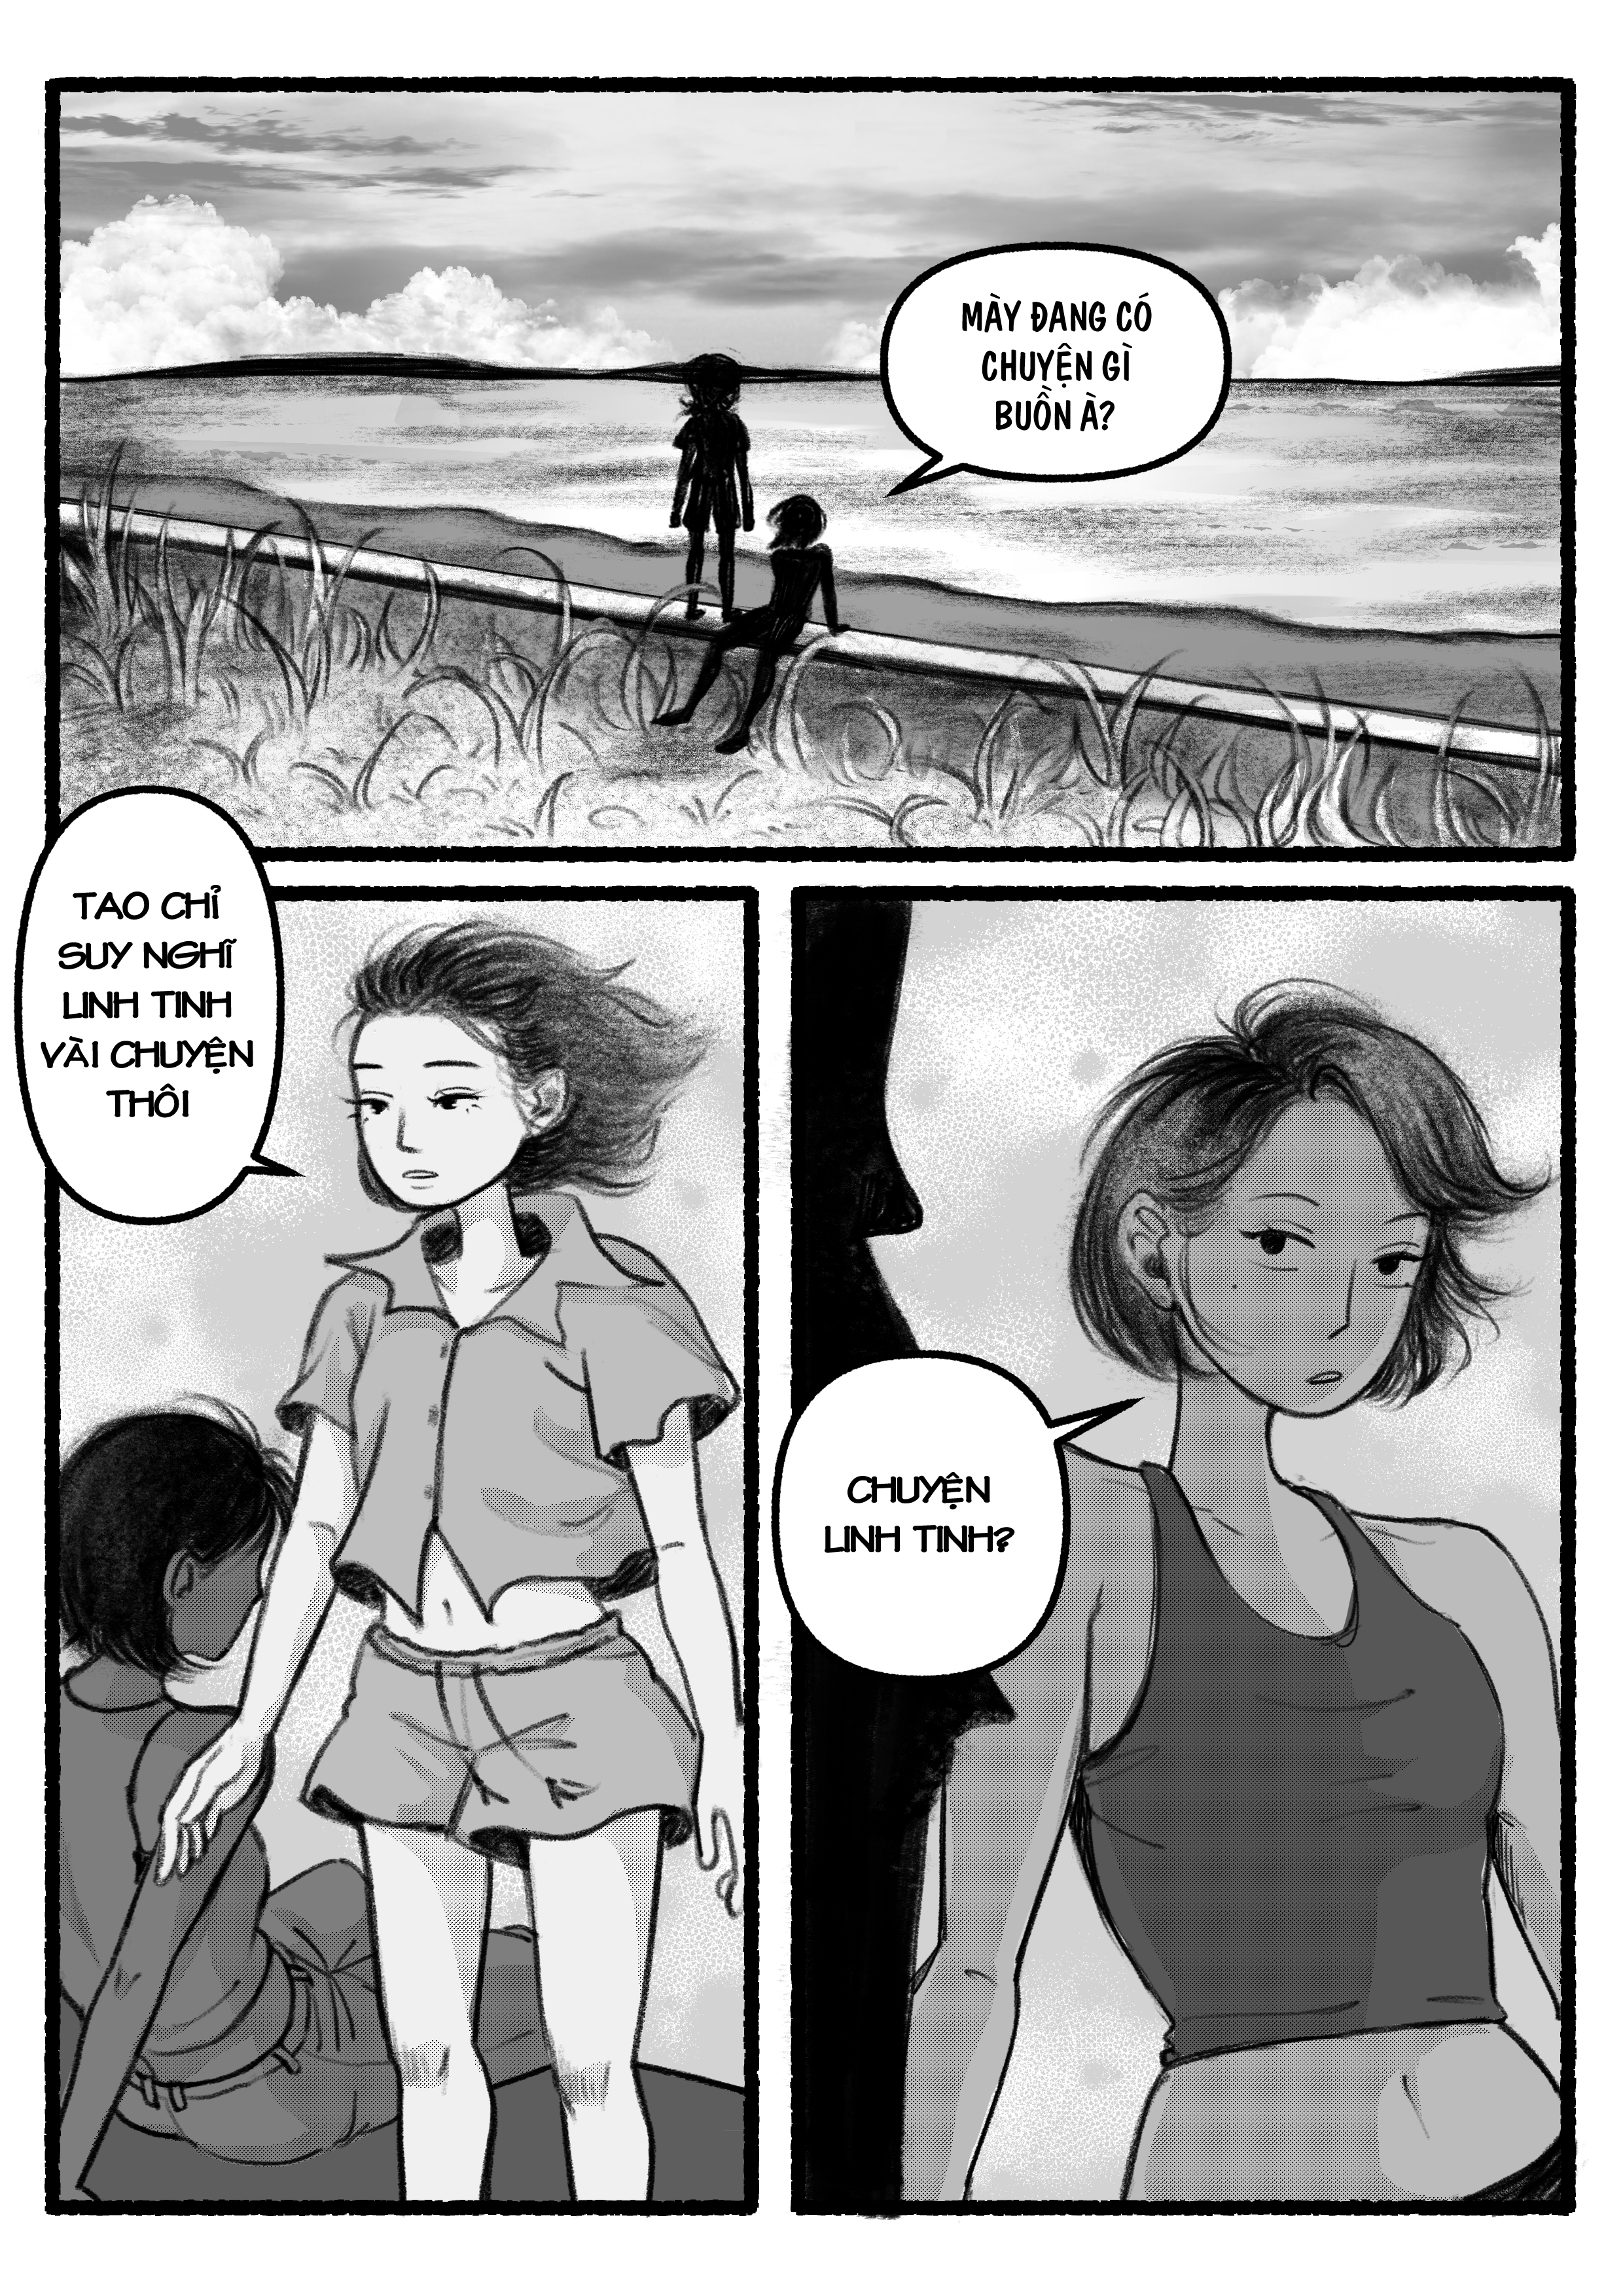 MÀY ĐANG CÓ
CHUYỆN GÌ
BUỒN À?
TAO CHỈ
SUY NGHĨ
LINH TINH
VÀI CHUYỆN
THÔI
CHUYỆN
LINH TINH?